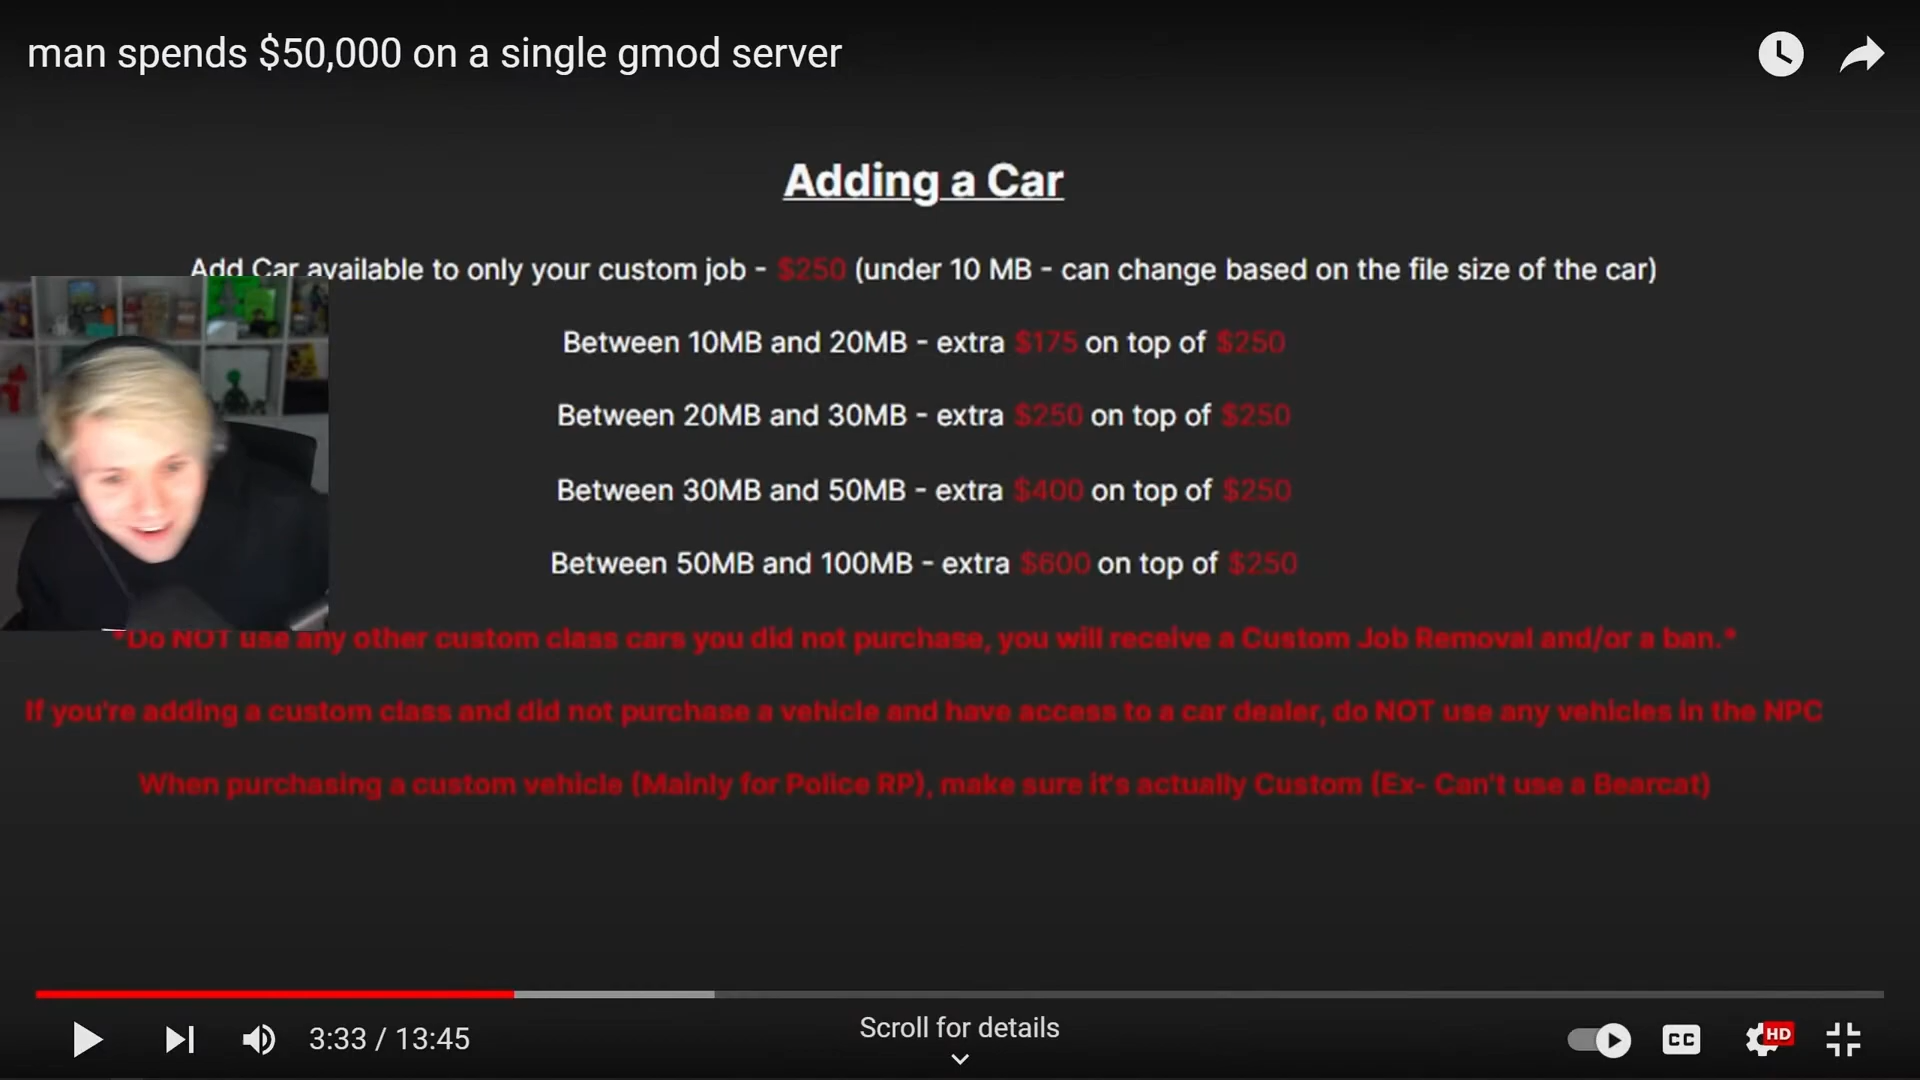 man spends $50,000 on a single gmod server
Adding a Car
Add Car available to only your custom job - $250 (under 10 MB - can change based on the file size of the car)
Between 10MB and 20MB - extra $175 on top of $250
Between 20MB and 30MB - extra $250 on top of $250
Between 30MB and 50MB - extra $400 on top of $250
Between 50MB and 100MB - extra $600 on top of $250
*Do NOT use any other custom class cars you did not purchase, you will receive a Custom Job Removal and/or a ban.*
If you're adding a custom class and did not purchase a vehicle and have access to a car dealer, do NOT use any vehicles in the NPC
When purchasing a custom vehicle (Mainly for Police RP), make sure it's actually Custom (Ex- Can't use a Bearcat)
3:33 / 13:45
Scroll for details
CC
HD